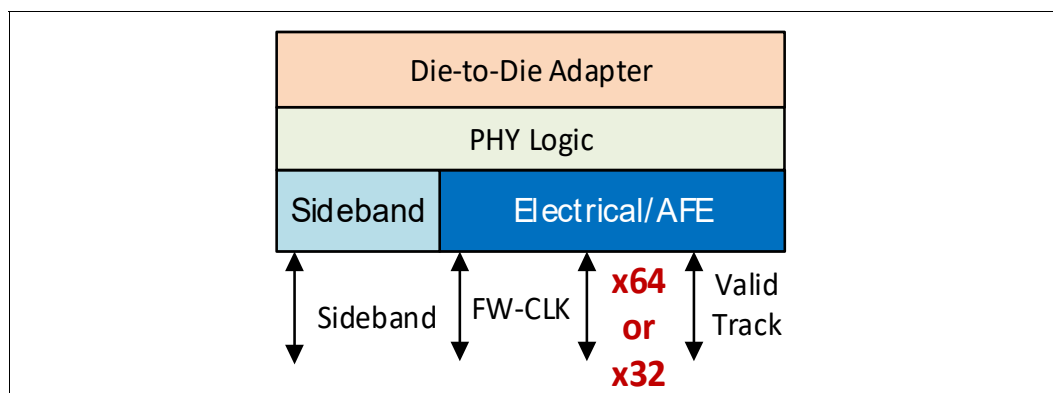 Die-to-Die Adapter
PHY Logic
Sideband
Electrical/AFE
Sideband
FW-CLK
x64
or
x32
Valid
Track